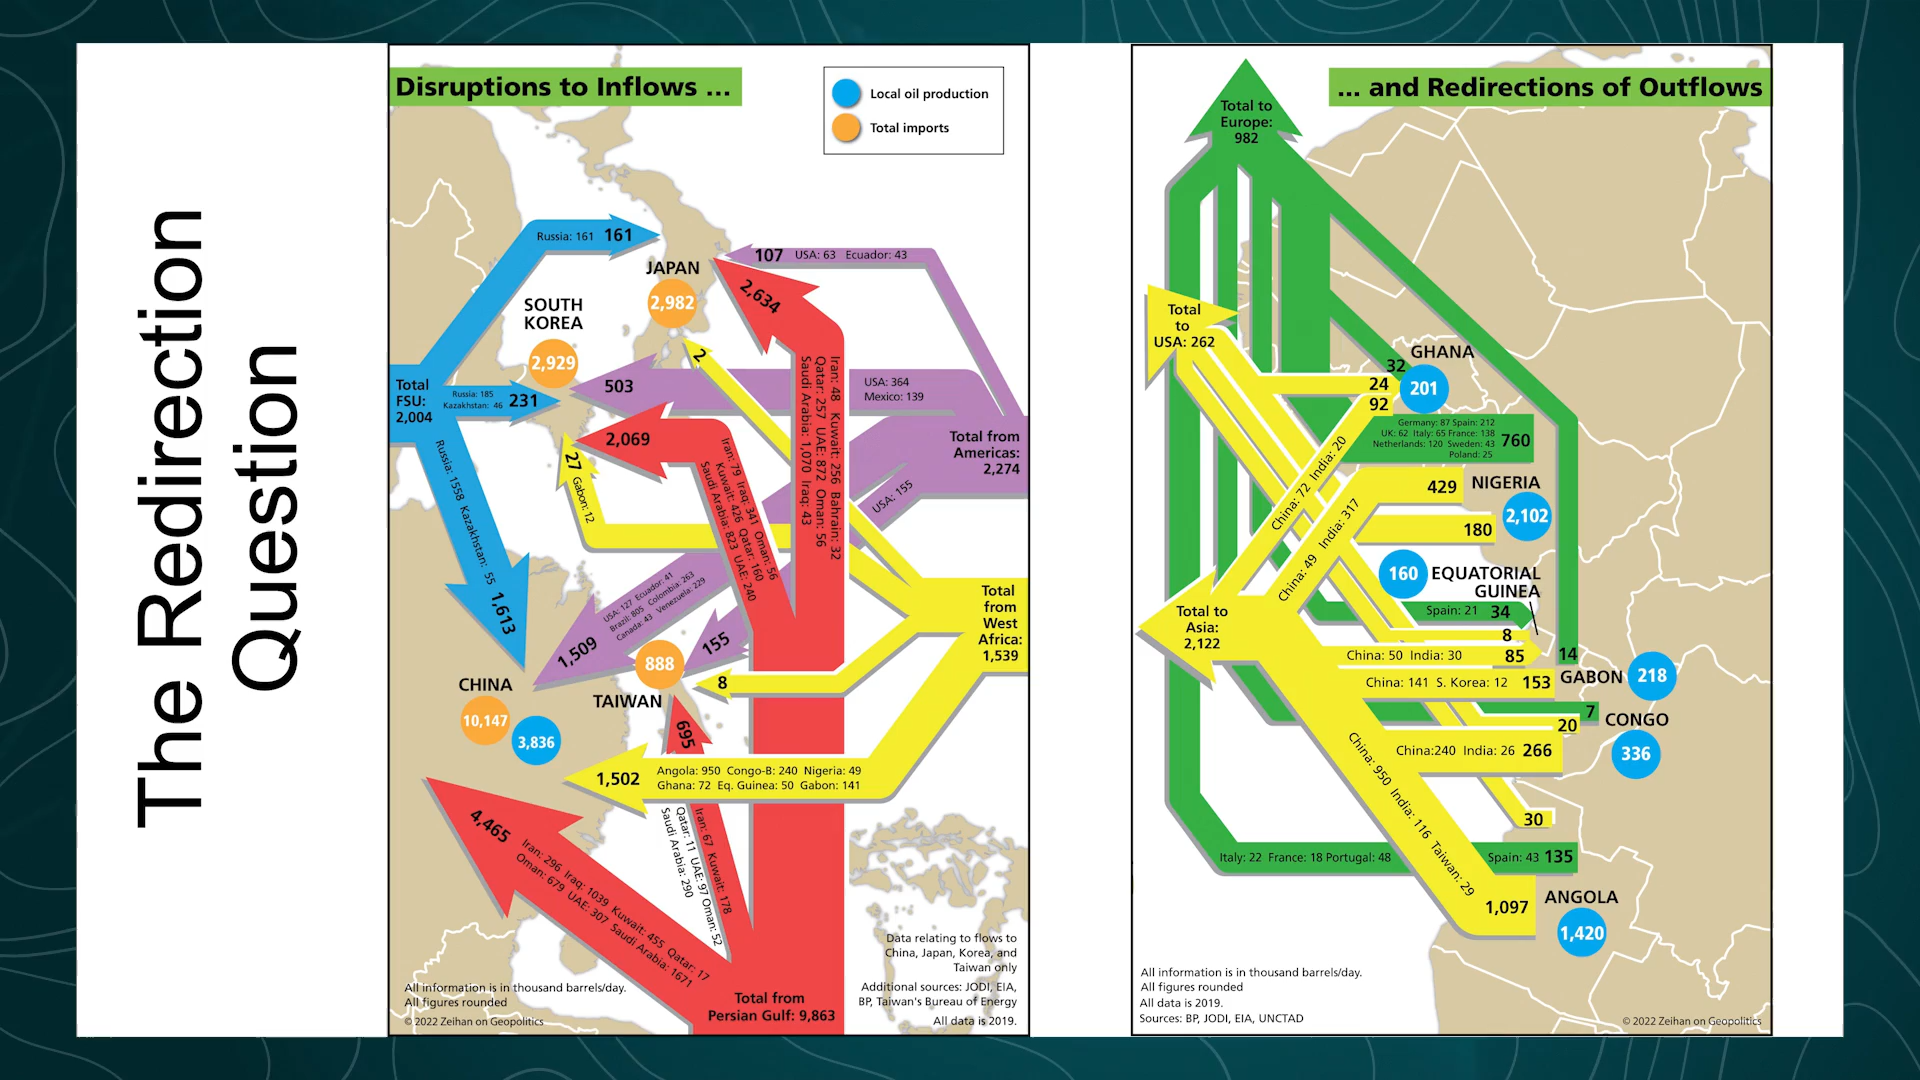 The Redirection
Question
Disruptions to Inflows ...
Local oil production
Total imports
Russia: 161 161
JAPAN
2,982
107 USA: 63 Ecuador: 43
2,634
SOUTH
KOREA
2,929
2
Total
FSU:
2,004
Russia: 185
Kazakhstan: 46
231
503
USA: 364
Mexico: 139
2,069
Iran: 48 Kuwait: 256 Bahrain: 32
Qatar: 257 UAE: 872 Oman: 56
Saudi Arabia: 1,070 Iraq: 43
Total from
Americas:
2,274
27 Gabon: 12
Iran: 79 Iraq: 341 Oman: 56
Kuwait: 426 Qatar: 160
Saudi Arabia: 823 UAE: 240
USA: 155
Russia: 1558 Kazakhstan: 55 1,613
USA: 127 Ecuador: 41
Brazil: 805 Colombia: 263
Canada: 43 Venezuela: 229
1,509
155
Total
from
West
Africa:
1,539
888
TAIWAN
8
CHINA
10,147
3,836
695
1,502
Angola: 950 Congo-B: 240 Nigeria: 49
Ghana: 72 Eq. Guinea: 50 Gabon: 141
4,465
Iran: 296 Iraq: 1039 Kuwait: 455 Qatar: 17
Oman: 679 UAE: 307 Saudi Arabia: 1671
Iran: 67 Kuwait: 178
Qatar: 11 UAE: 97 Oman: 52
Saudi Arabia: 290
Total from
Persian Gulf: 9,863
Data relating to flows to
China, Japan, Korea, and
Taiwan only
Additional sources: JODI, EIA,
BP, Taiwan's Bureau of Energy
All data is 2019.
All information is in thousand barrels/day.
All figures rounded
© 2022 Zeihan on Geopolitics
... and Redirections of Outflows
Total to
Europe:
982
Total
to
USA: 262
GHANA
32
24
92
201
Germany: 87 Spain: 212
UK: 62 Italy: 65 France: 138
Netherlands: 120 Sweden: 43
Poland: 25
760
China: 72 India: 20
NIGERIA
429
2,102
180
China: 49 India: 317
160
EQUATORIAL
GUINEA
Spain: 21 34
8
Total to
Asia:
2,122
China: 50 India: 30 85
14
China: 141 S. Korea: 12 153
GABON
218
7
20
CONGO
336
China:240 India: 26 266
30
China: 950 India: 116 Taiwan: 29
Italy: 22 France: 18 Portugal: 48
Spain: 43 135
1,097
ANGOLA
1,420
All information is in thousand barrels/day.
All figures rounded
All data is 2019.
Sources: BP, JODI, EIA, UNCTAD
© 2022 Zeihan on Geopolitics